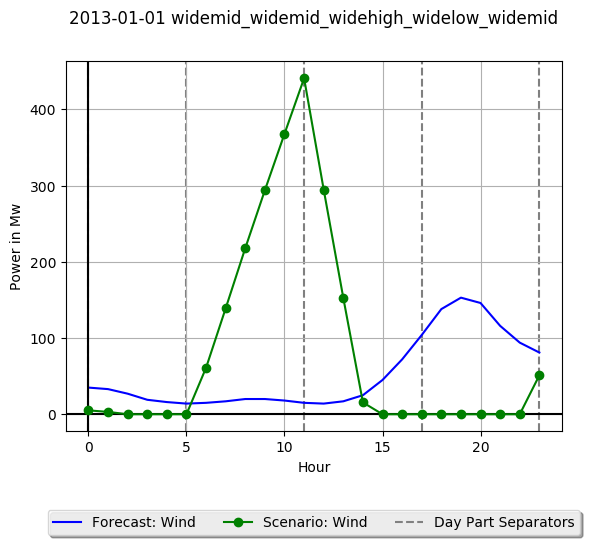 2013-01-01 widemid_widemid_widehigh_widelow_widemid
Power in Mw
400
300
200
100
0
0 5 10 15 20
Hour
Forecast: Wind Scenario: Wind Day Part Separators